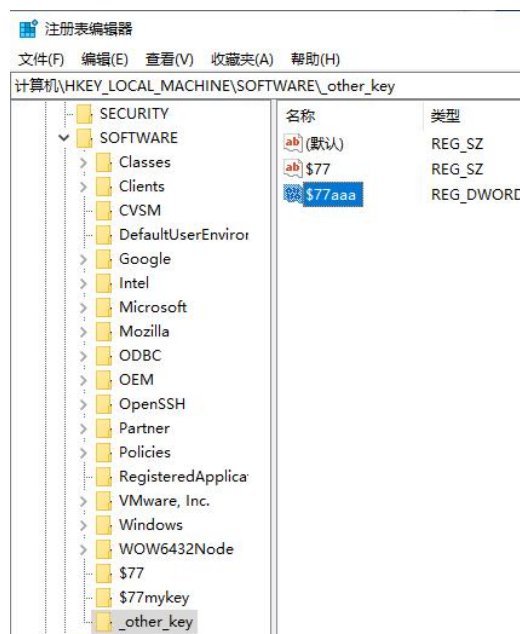 注册表编辑器
文件(F) 编辑(E) 查看(V) 收藏夹(A) 帮助(H)
计算机\HKEY_LOCAL_MACHINE\SOFTWARE\_other_key
SECURITY
SOFTWARE
Classes
Clients
CVSM
DefaultUserEnviror
Google
Intel
Microsoft
Mozilla
ODBC
OEM
OpenSSH
Partner
Policies
RegisteredApplica
VMware, Inc.
Windows
WOW6432Node
$77
$77mykey
_other_key
名称 类型
(默认) REG_SZ
$77 REG_SZ
$77aaa REG_DWORD